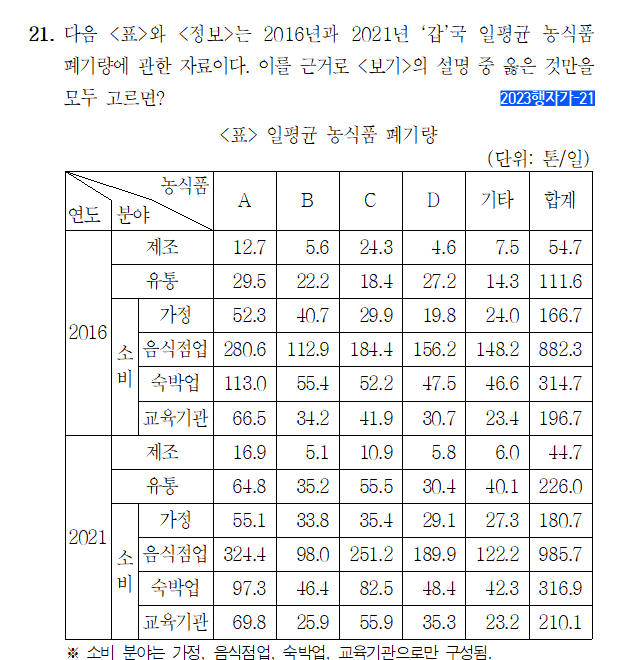 21. 다음 <표>와 <정보>는 2016년과 2021년 ‘갑’국 일평균 농식품
폐기량에 관한 자료이다. 이를 근거로 <보기>의 설명 중 옳은 것만을
모두 고르면?
2023행자가-21
<표> 일평균 농식품 폐기량
(단위: 톤/일)
농식품
연도 분야 A B C D 기타 합계
2016
제조 12.7 5.6 24.3 4.6 7.5 54.7
유통 29.5 22.2 18.4 27.2 14.3 111.6
소비
가정 52.3 40.7 29.9 19.8 24.0 166.7
음식점업 280.6 112.9 184.4 156.2 148.2 882.3
숙박업 113.0 55.4 52.2 47.5 46.6 314.7
교육기관 66.5 34.2 41.9 30.7 23.4 196.7
2021
제조 16.9 5.1 10.9 5.8 6.0 44.7
유통 64.8 35.2 55.5 30.4 40.1 226.0
소비
가정 55.1 33.8 35.4 29.1 27.3 180.7
음식점업 324.4 98.0 251.2 189.9 122.2 985.7
숙박업 97.3 46.4 82.5 48.4 42.3 316.9
교육기관 69.8 25.9 55.9 35.3 23.2 210.1
※ 소비 분야는 가정, 음식점업, 숙박업, 교육기관으로만 구성됨.